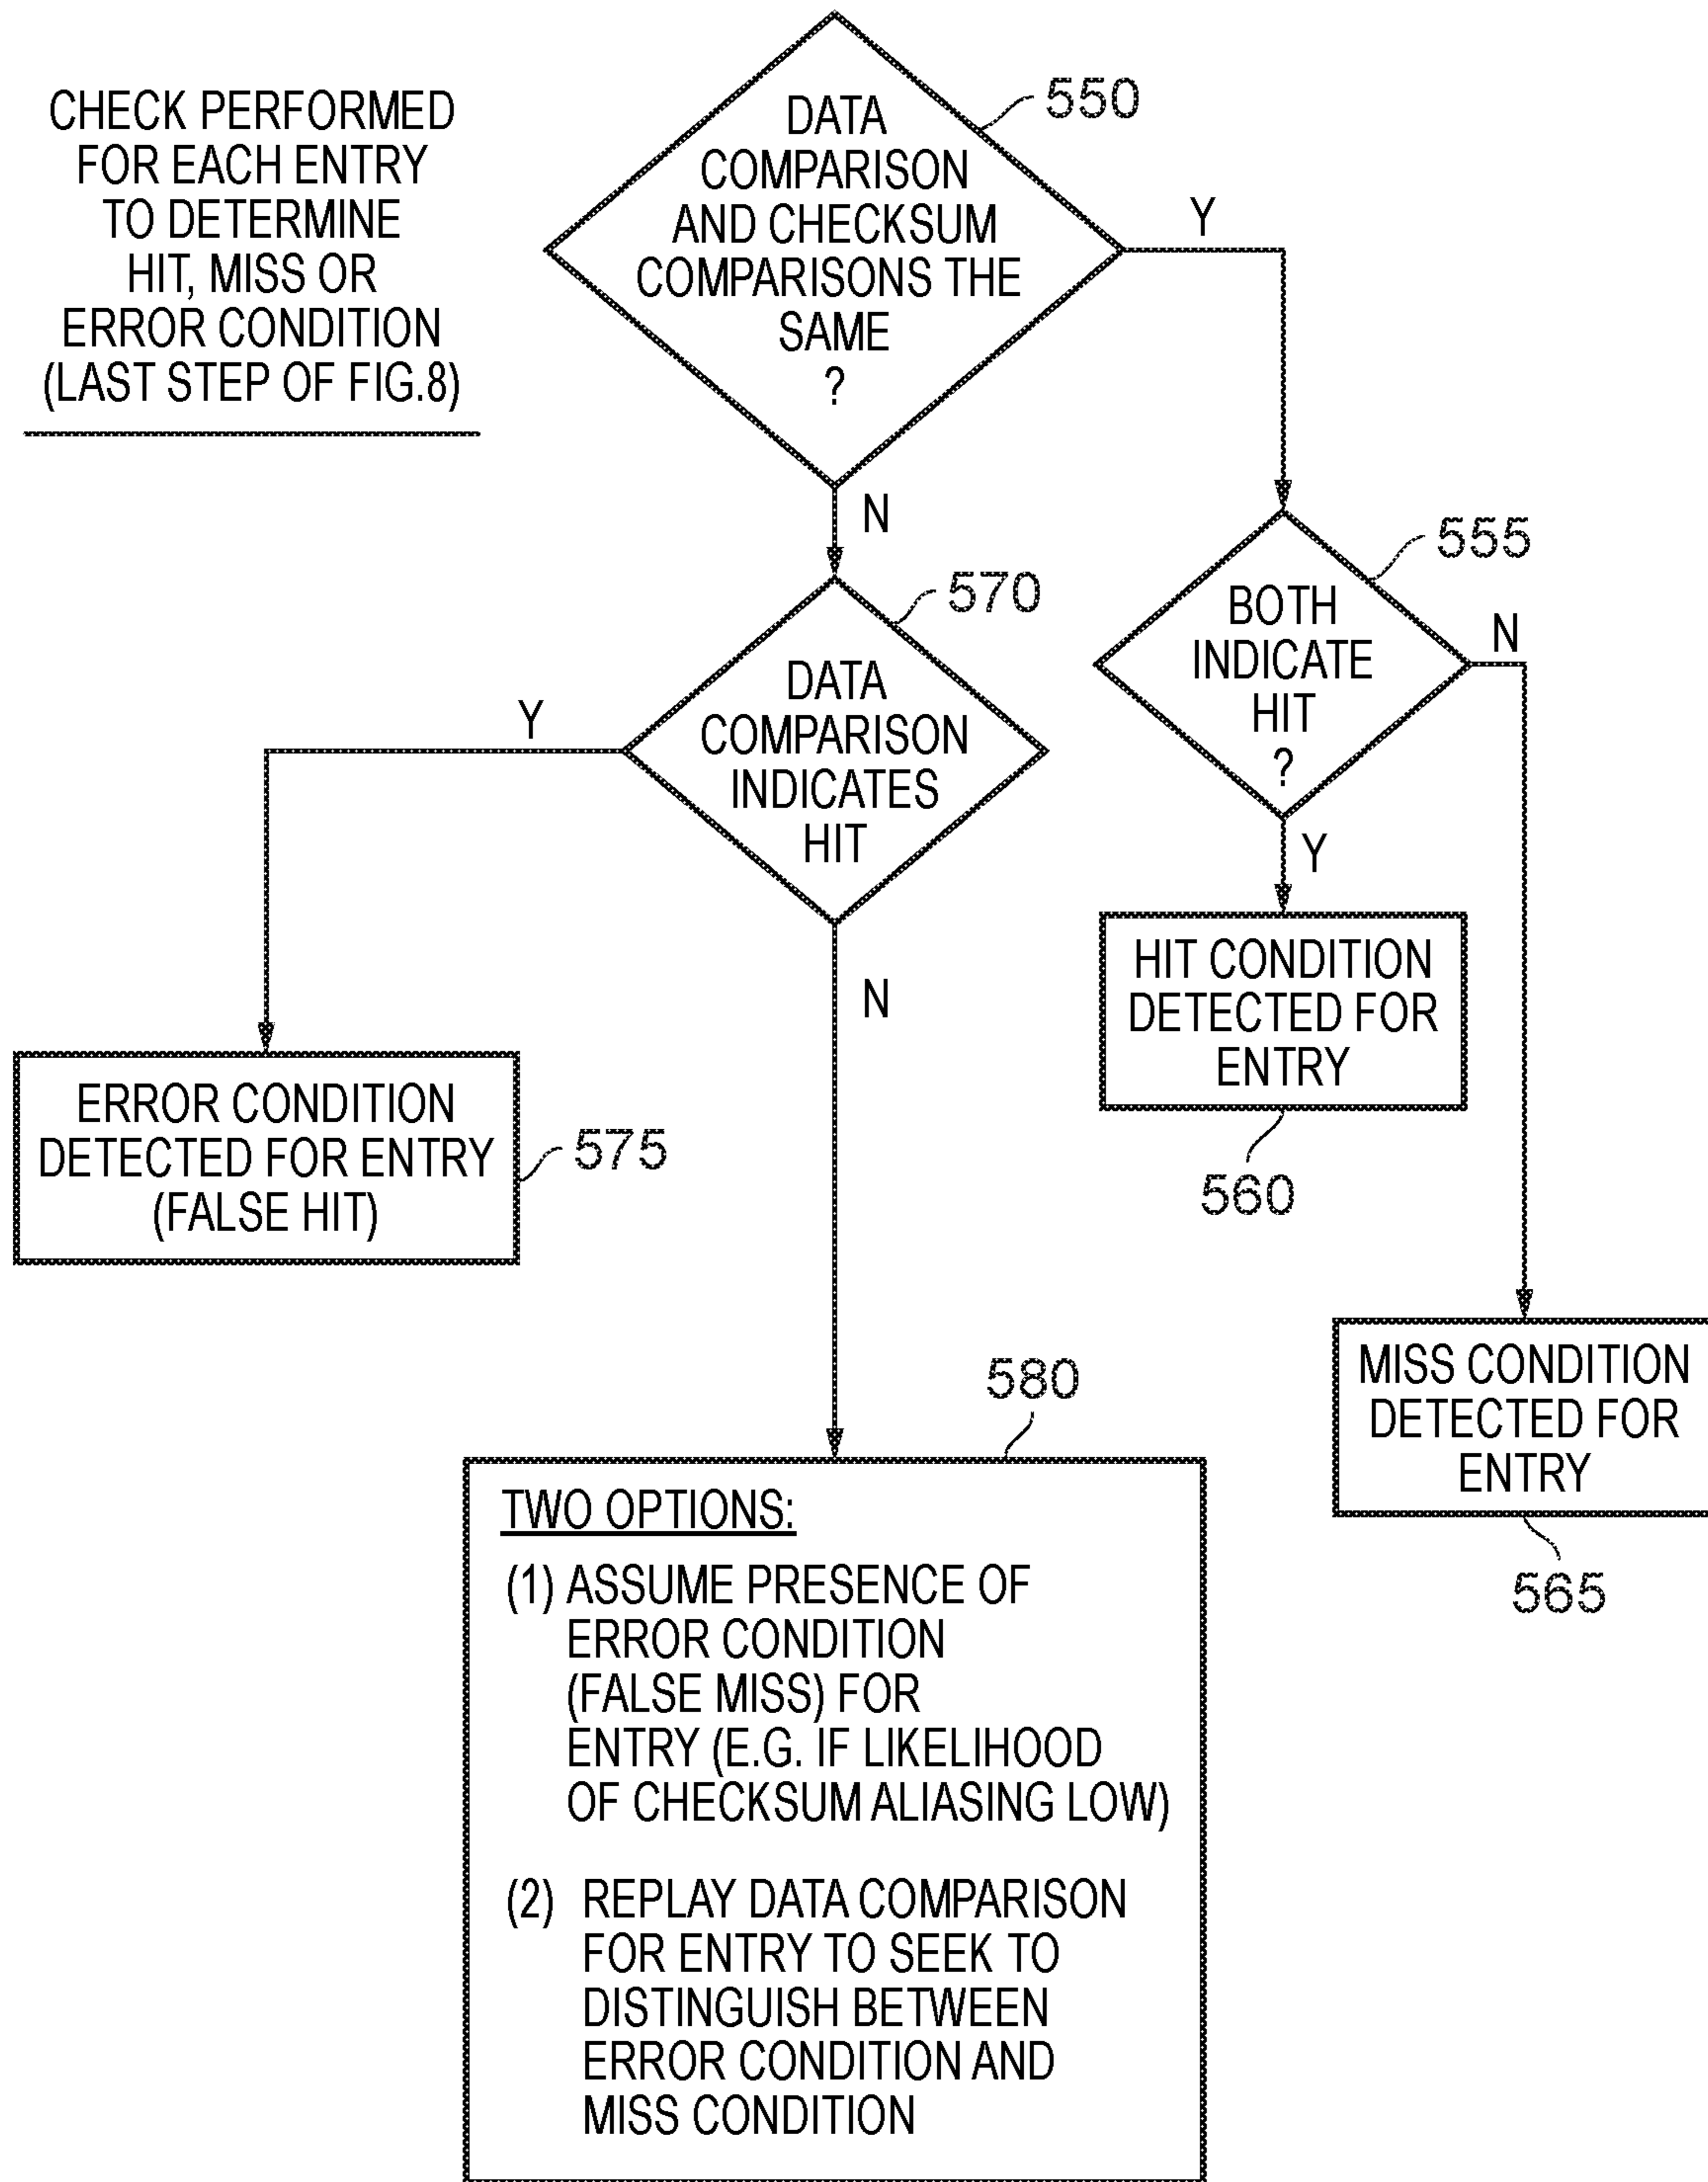 CHECK PERFORMED
FOR EACH ENTRY
TO DETERMINE
HIT, MISS OR
ERROR CONDITION
(LAST STEP OF FIG.8)
DATA
COMPARISON
AND CHECKSUM
COMPARISONS THE
SAME
?
550
Y
N
555
BOTH
INDICATE
HIT
?
N
Y
570
DATA
COMPARISON
INDICATES
HIT
Y
N
HIT CONDITION
DETECTED FOR
ENTRY
560
ERROR CONDITION
DETECTED FOR ENTRY
(FALSE HIT)
575
MISS CONDITION
DETECTED FOR
ENTRY
565
580
TWO OPTIONS:
(1) ASSUME PRESENCE OF
ERROR CONDITION
(FALSE MISS) FOR
ENTRY (E.G. IF LIKELIHOOD
OF CHECKSUM ALIASING LOW)
(2) REPLAY DATA COMPARISON
FOR ENTRY TO SEEK TO
DISTINGUISH BETWEEN
ERROR CONDITION AND
MISS CONDITION